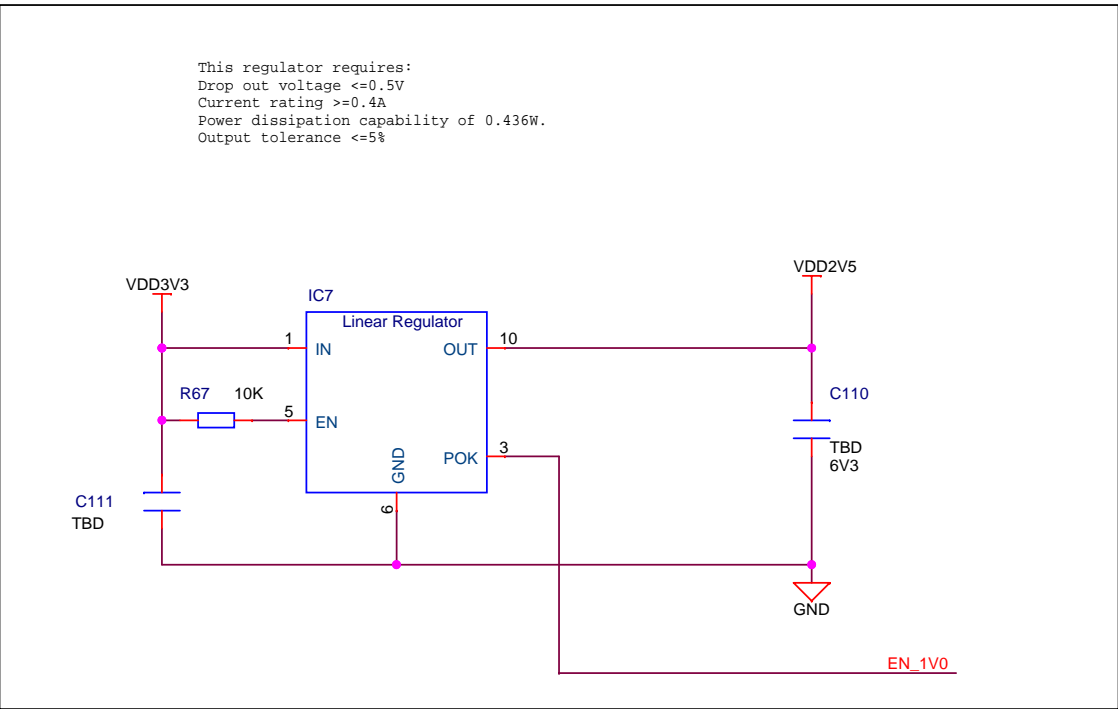 This regulator requires:
Drop out voltage <=0.5V
Current rating >=0.4A
Power dissipation capability of 0.436W.
Output tolerance <=5%
VDD3V3
VDD2V5
IC7
Linear Regulator
1
IN
OUT
10
R67
10K
5
EN
C110
TBD
6V3
GND
POK
3
6
C111
TBD
GND
EN_1V0